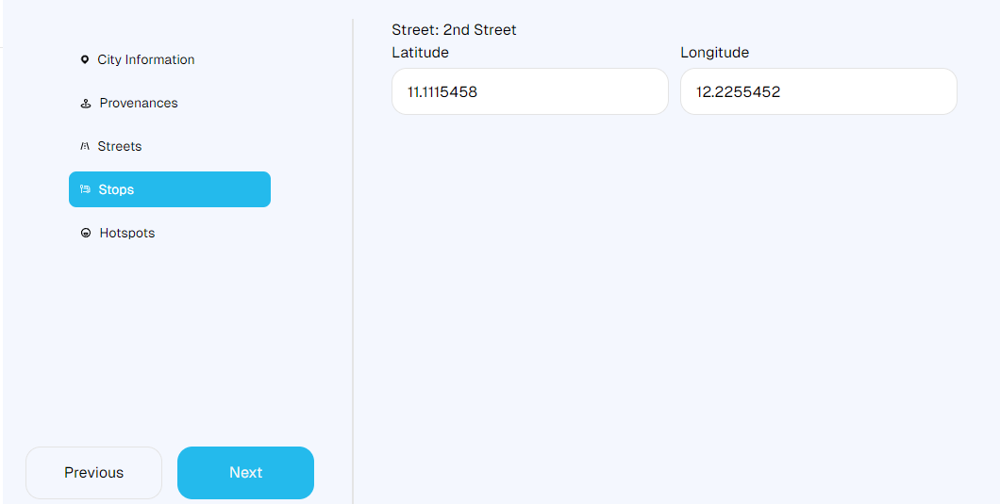 City Information
Provenances
Streets
Stops
Hotspots
Previous
Next
Street: 2nd Street
Latitude
Longitude
11.1115458
12.2255452